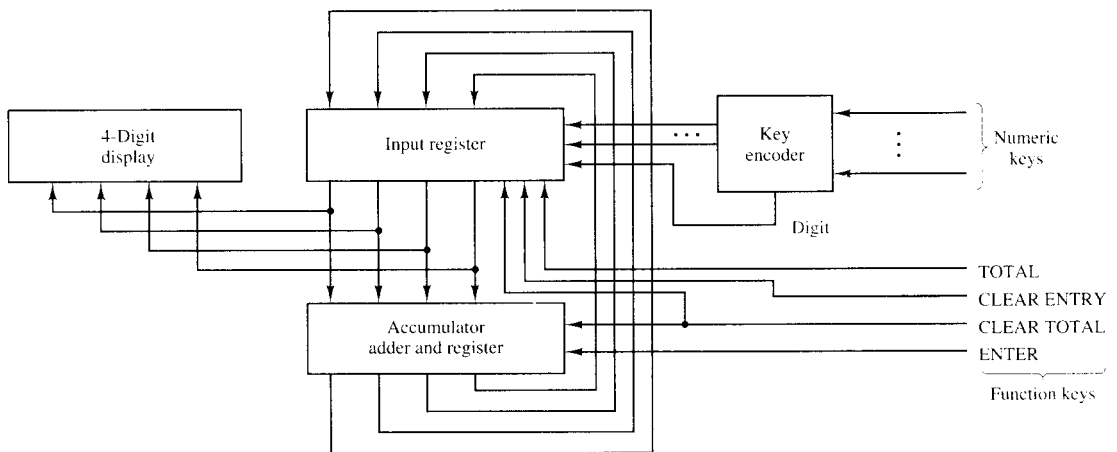 4-Digit
display
Input register
Key
encoder
Numeric
keys
Digit
Accumulator
adder and register
TOTAL
CLEAR ENTRY
CLEAR TOTAL
ENTER
Function keys